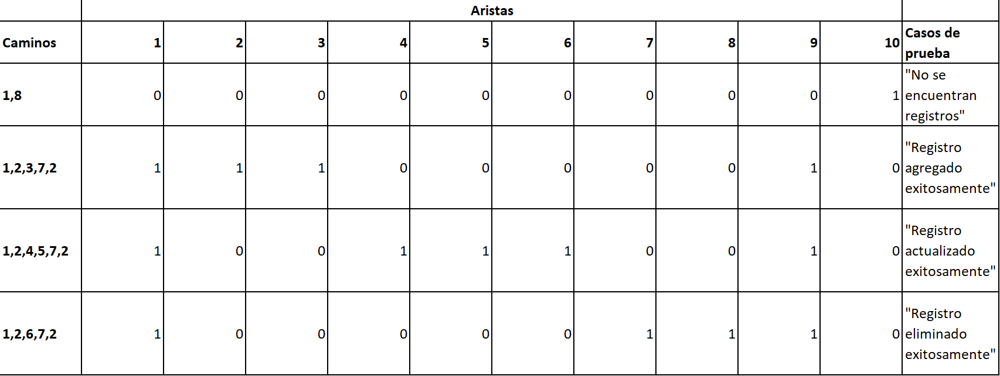 Aristas
Caminos 1 2 3 4 5 6 7 8 9 10 Casos de prueba
1,8 0 0 0 0 0 0 0 0 0 1 "No se encuentran registros"
1,2,3,7,2 1 1 1 0 0 0 0 0 1 0 "Registro agregado exitosamente"
1,2,4,5,7,2 1 0 0 1 1 1 0 0 1 0 "Registro actualizado exitosamente"
1,2,6,7,2 1 0 0 0 0 0 1 1 1 0 "Registro eliminado exitosamente"